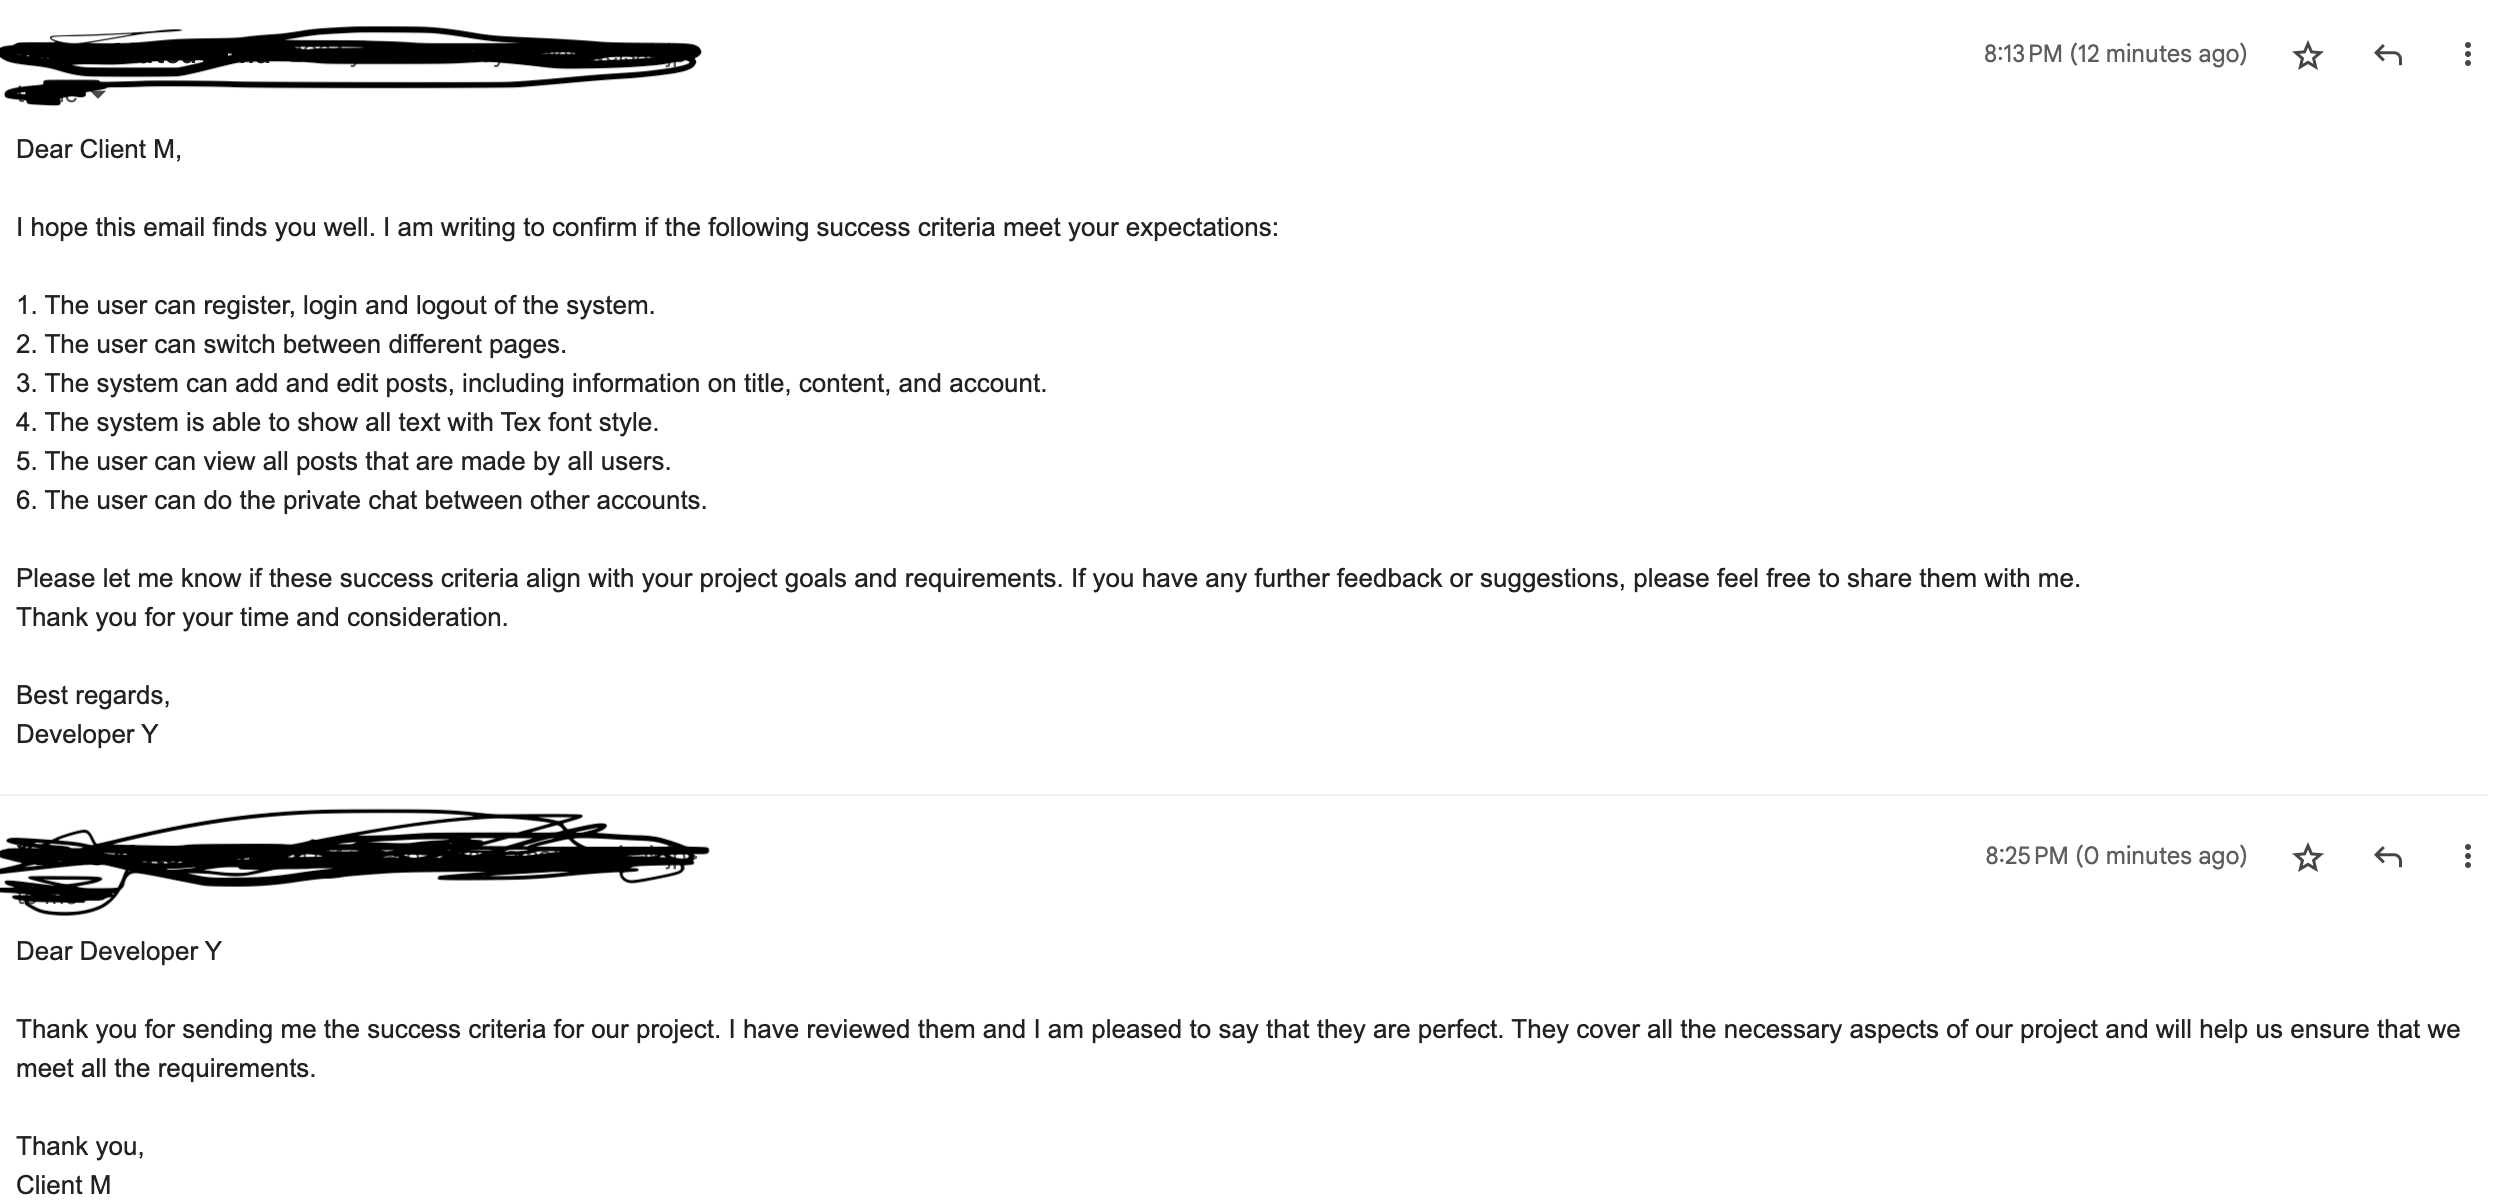 8:13 PM (12 minutes ago)
Dear Client M,
I hope this email finds you well. I am writing to confirm if the following success criteria meet your expectations:
1. The user can register, login and logout of the system.
2. The user can switch between different pages.
3. The system can add and edit posts, including information on title, content, and account.
4. The system is able to show all text with Tex font style.
5. The user can view all posts that are made by all users.
6. The user can do the private chat between other accounts.
Please let me know if these success criteria align with your project goals and requirements. If you have any further feedback or suggestions, please feel free to share them with me.
Thank you for your time and consideration.
Best regards,
Developer Y
8:25 PM (0 minutes ago)
Dear Developer Y
Thank you for sending me the success criteria for our project. I have reviewed them and I am pleased to say that they are perfect. They cover all the necessary aspects of our project and will help us ensure that we
meet all the requirements.
Thank you,
Client M